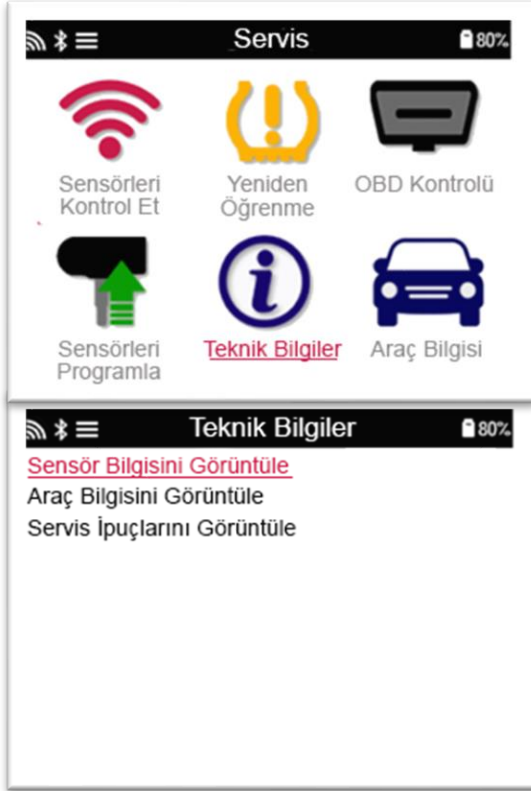 Servis
80%
Sensörleri
Kontrol Et
Yeniden
Öğrenme
OBD Kontrolü
Sensörleri
Programla
Teknik Bilgiler
Araç Bilgisi
Teknik Bilgiler
80%
Sensör Bilgisini Görüntüle
Araç Bilgisini Görüntüle
Servis İpuçlarını Görüntüle